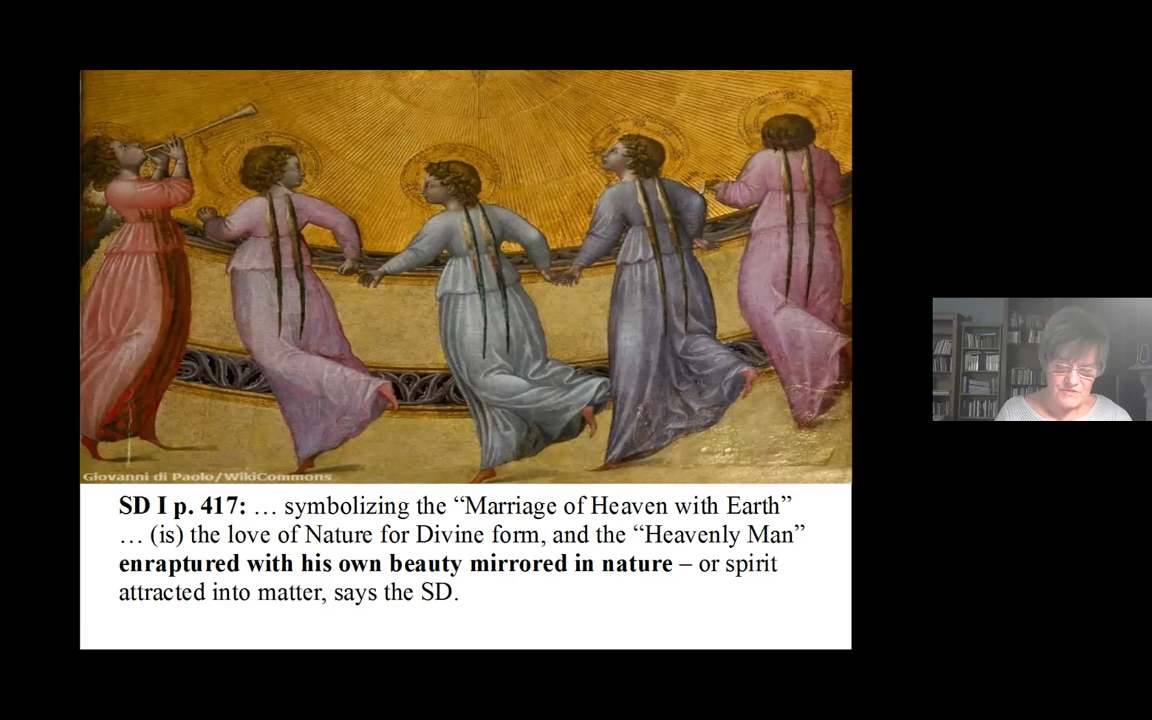 Giovanni di Paolo/WikiCommons
SD I p. 417: … symbolizing the “Marriage of Heaven with Earth”
… (is) the love of Nature for Divine form, and the “Heavenly Man”
enraptured with his own beauty mirrored in nature – or spirit
attracted into matter, says the SD.